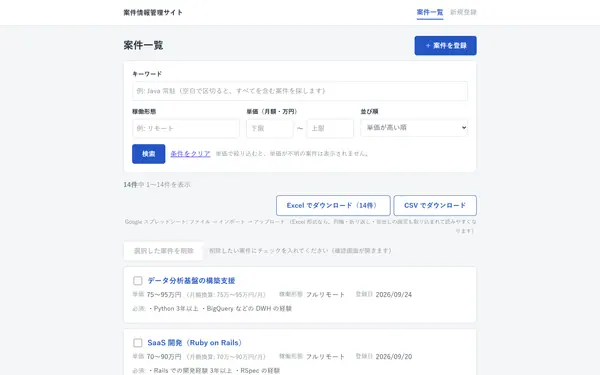 案件情報管理サイト
案件一覧 新規登録
案件一覧
＋ 案件を登録
キーワード
例: Java 常駐（空白で区切ると、すべてを含む案件を探します）
稼働形態 単価（月額・万円） 並び順
例: リモート 下限 〜 上限 単価が高い順
検索 条件をクリア 単価で絞り込むと、単価が不明の案件は表示されません。
14件中 1〜14件を表示
Excel でダウンロード（14件） CSV でダウンロード
Google スプレッドシート: ファイル → インポート → アップロード（Excel 形式なら、列幅・折り返し・見出しの固定も取り込まれて読みやすくな
ります）
選択した案件を削除 削除したい案件にチェックを入れてください（確認画面が開きます）
データ分析基盤の構築支援
単価 75〜95万円（月額換算: 75万〜95万円/月） 稼働形態 フルリモート 登録日 2026/09/24
必須: ・Python 3年以上 ・BigQuery などの DWH の経験
SaaS 開発（Ruby on Rails）
単価 70〜90万円（月額換算: 70万〜90万円/月） 稼働形態 フルリモート 登録日 2026/09/20
必須: ・Rails での開発経験 3年以上 ・RSpec の経験